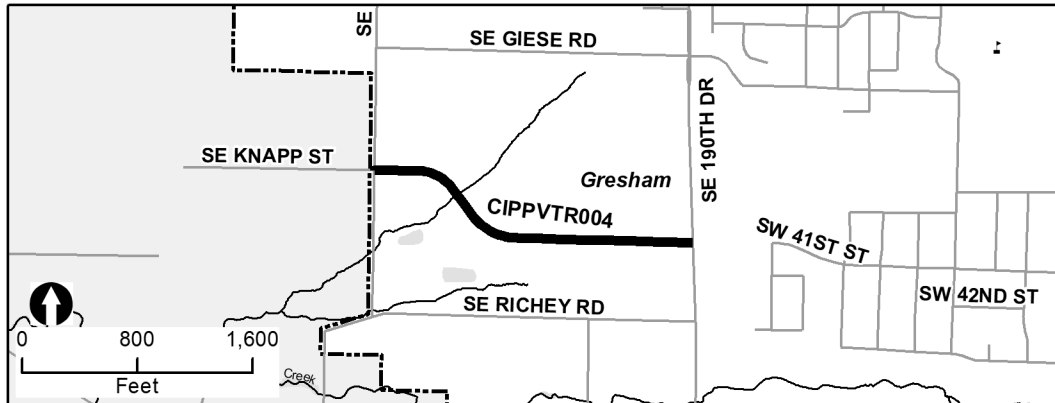 SE
SE GIESE RD
SE 190TH DR
SE KNAPP ST
Gresham
CIPPVTR004
SW 41ST ST
SW 42ND ST
SE RICHEY RD
0 800 1,600
Feet
Creek